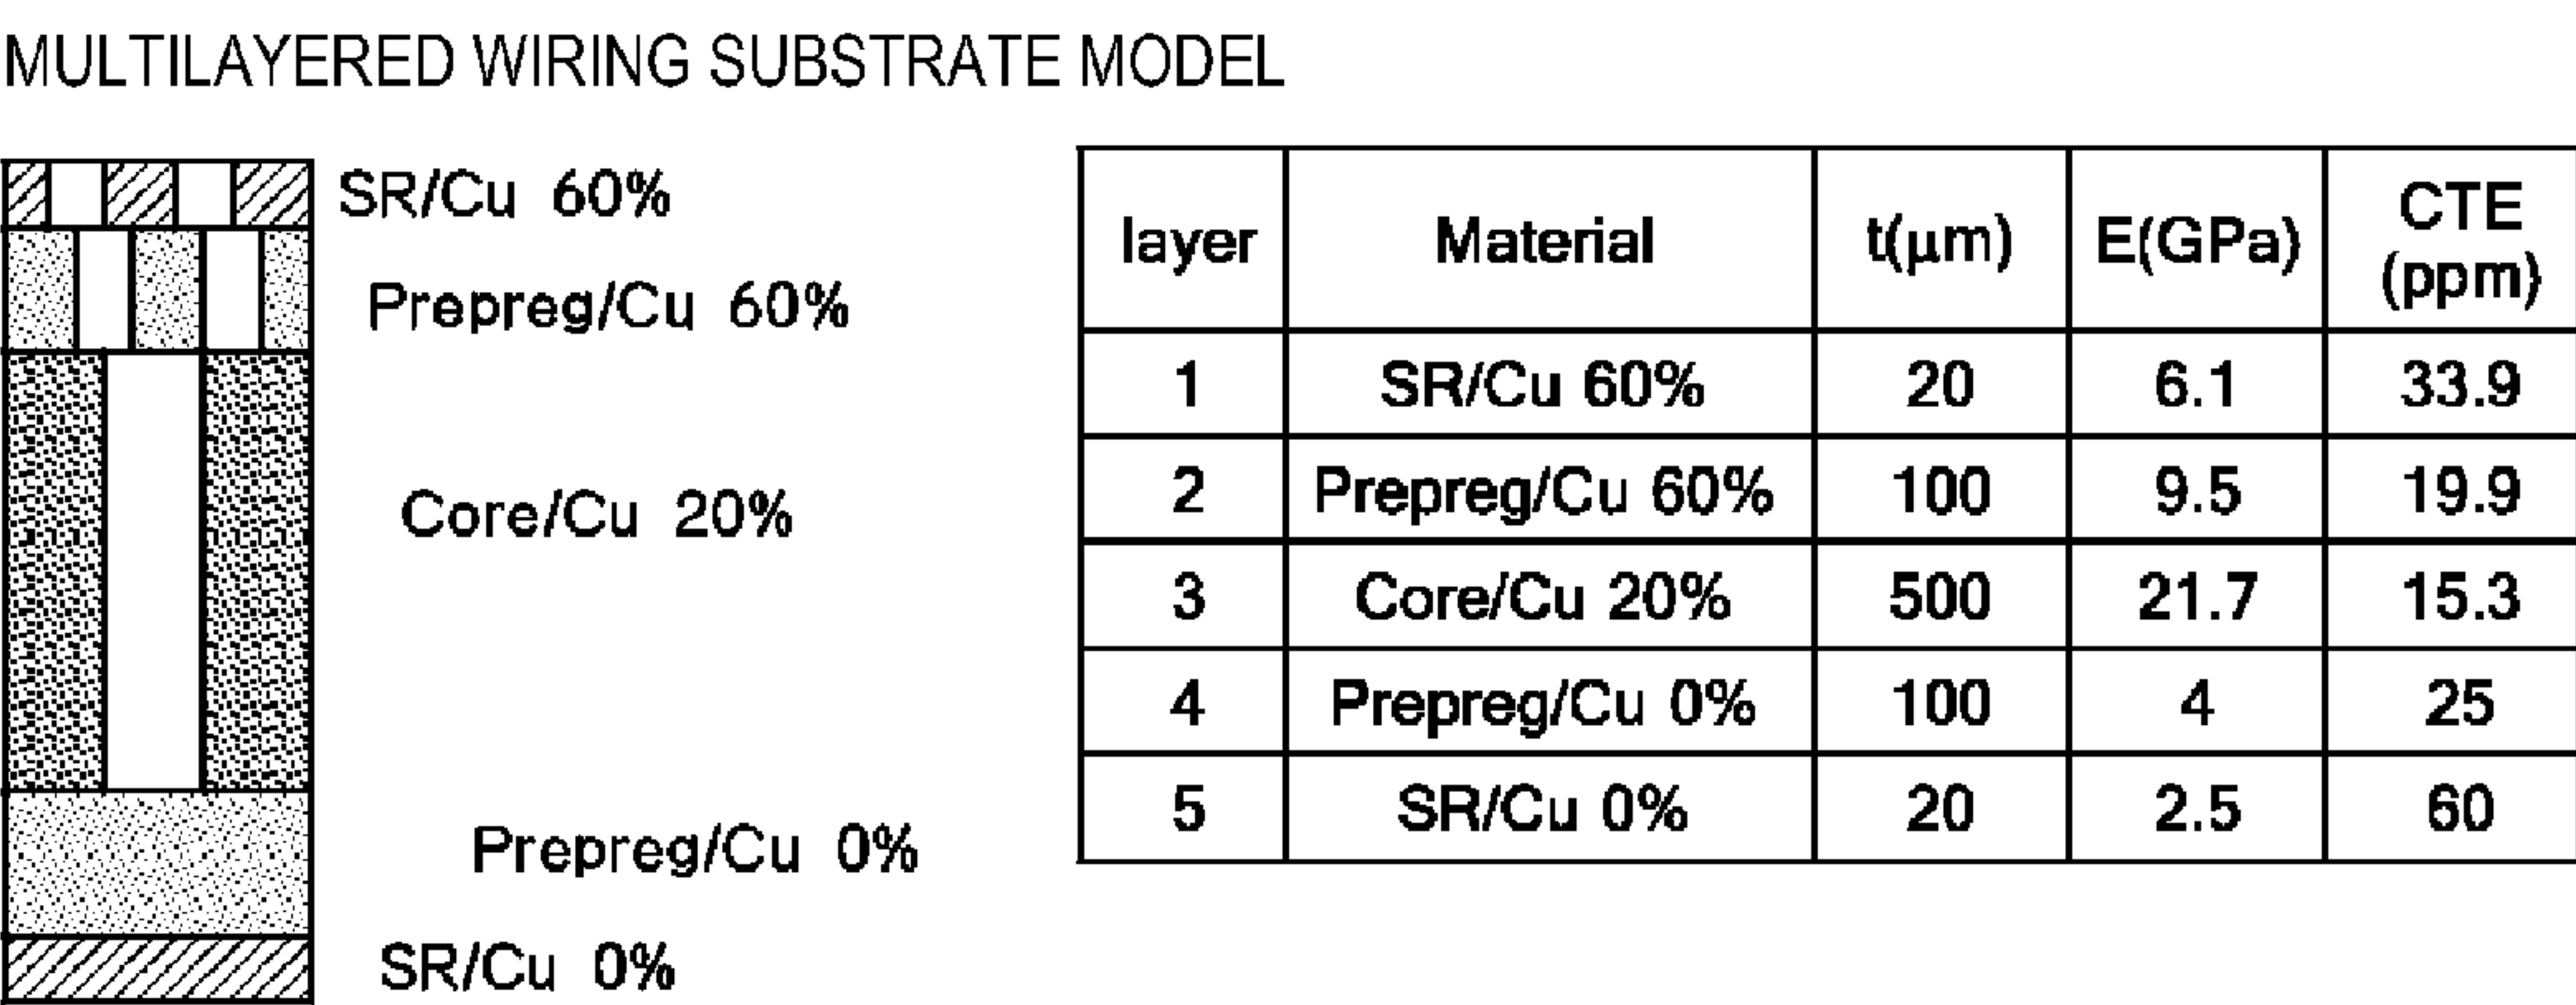 MULTILAYERED WIRING SUBSTRATE MODEL
SR/Cu 60%
Prepreg/Cu 60%
Core/Cu 20%
Prepreg/Cu 0%
SR/Cu 0%
layer Material t(μm) E(GPa) CTE (ppm)
1 SR/Cu 60% 20 6.1 33.9
2 Prepreg/Cu 60% 100 9.5 19.9
3 Core/Cu 20% 500 21.7 15.3
4 Prepreg/Cu 0% 100 4 25
5 SR/Cu 0% 20 2.5 60